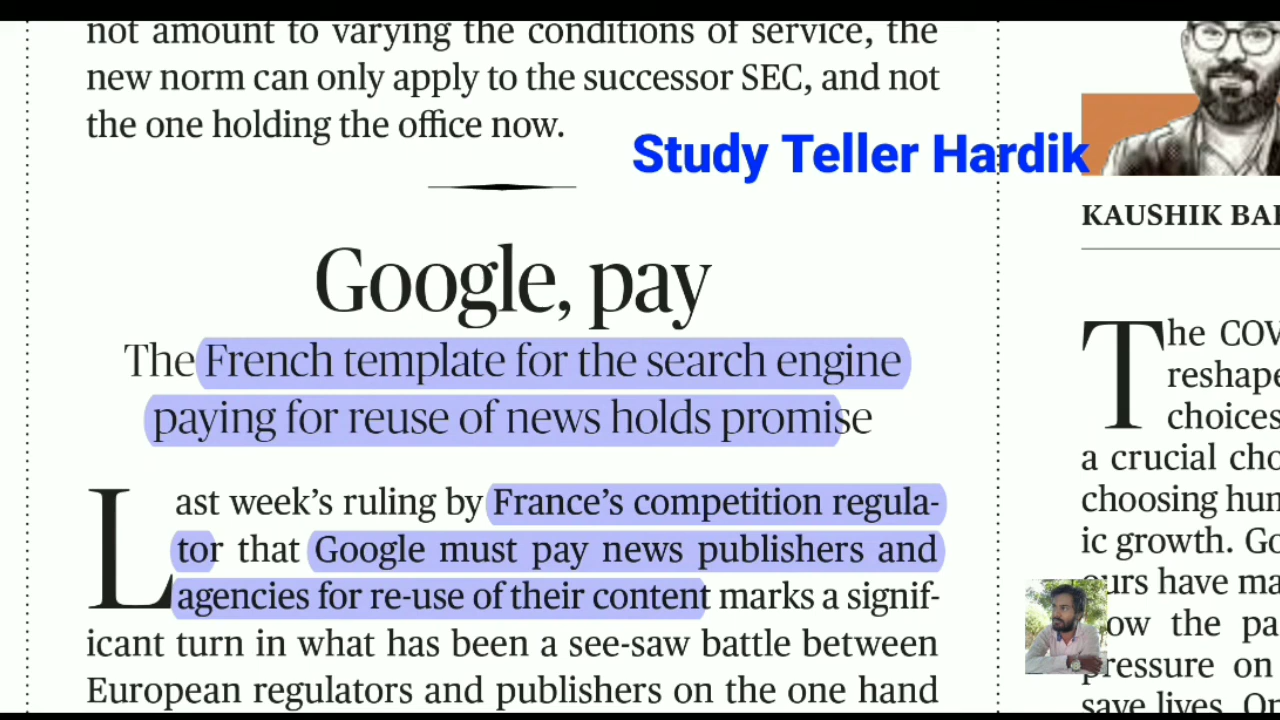 not amount to varying the conditions of service, the
new norm can only apply to the successor SEC, and not
the one holding the office now.
Study Teller Hardik
Google, pay
The French template for the search engine
paying for reuse of news holds promise
Last week’s ruling by France’s competition regula-
tor that Google must pay news publishers and
agencies for re-use of their content marks a signif-
icant turn in what has been a see-saw battle between
European regulators and publishers on the one hand
KAUSHIK
The
reshape
choices
a crucial
choosing
ic growth.
have
the
pressure on
save lives.